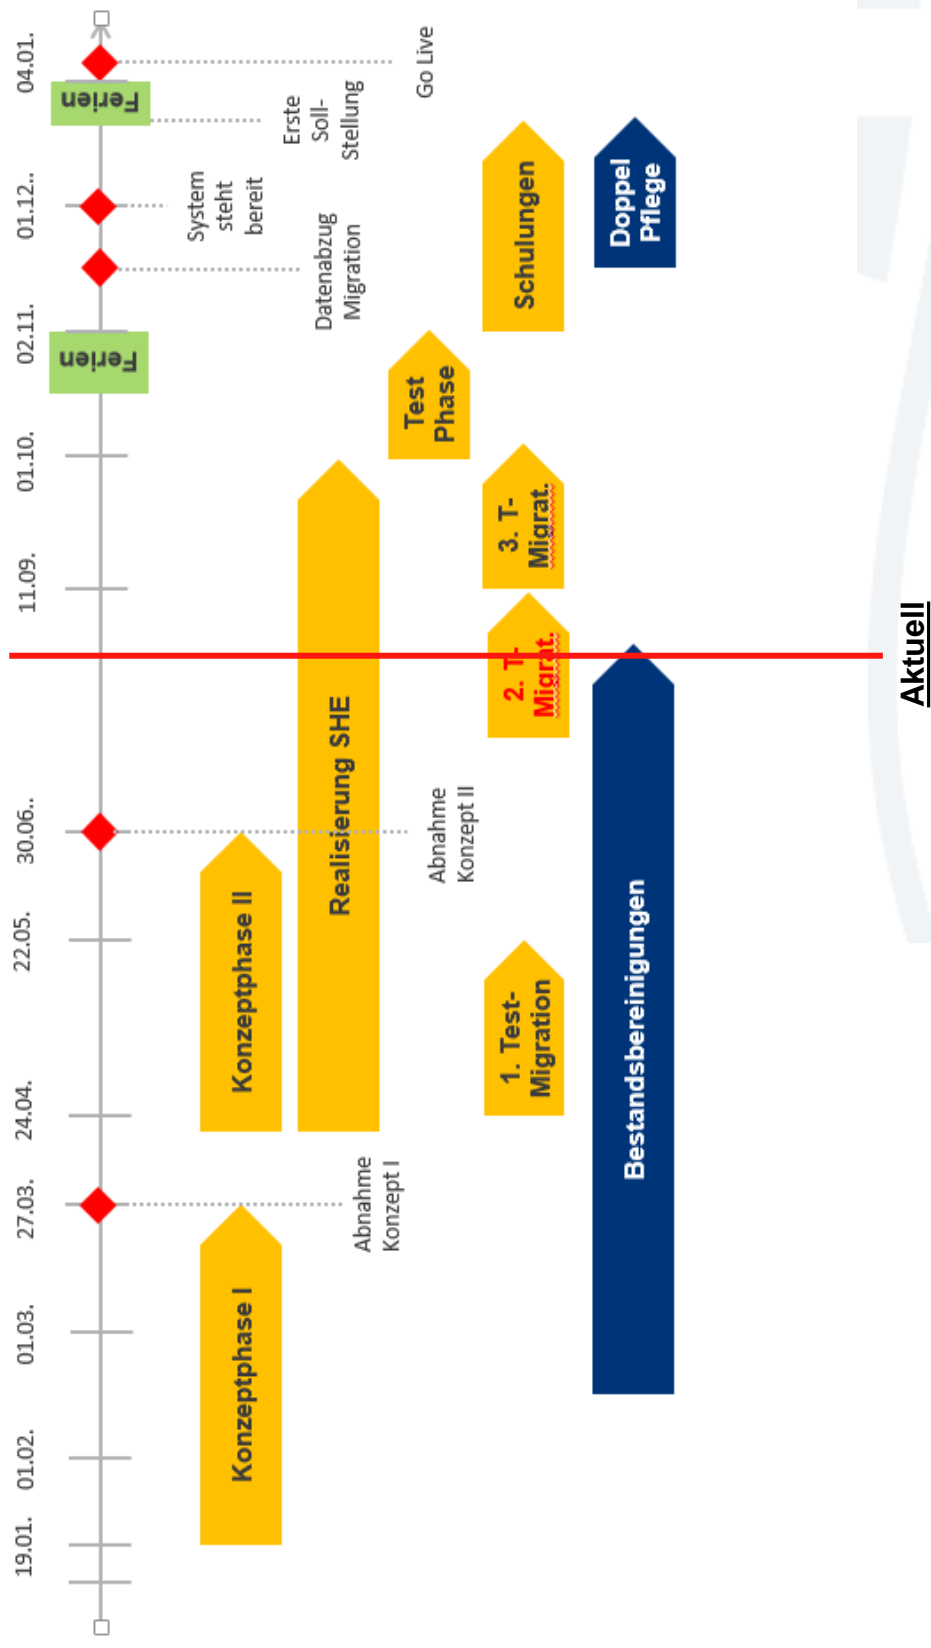 19.01.
01.02.
01.03.
27.03.
24.04.
22.05.
30.06..
11.09.
01.10.
02.11.
01.12..
04.01.
Ferien
Ferien
System
steht
bereit
Erste
Soll-
Stellung
Go Live
Datenabzug
Migration
Konzeptphase I
Konzeptphase II
Abnahme
Konzept I
Realisierung SHE
Abnahme
Konzept II
Test
Phase
1. Test-
Migration
2. T-
Migrat.
3. T-
Migrat.
Schulungen
Bestandsbereinigungen
Doppel
Pflege
Aktuell